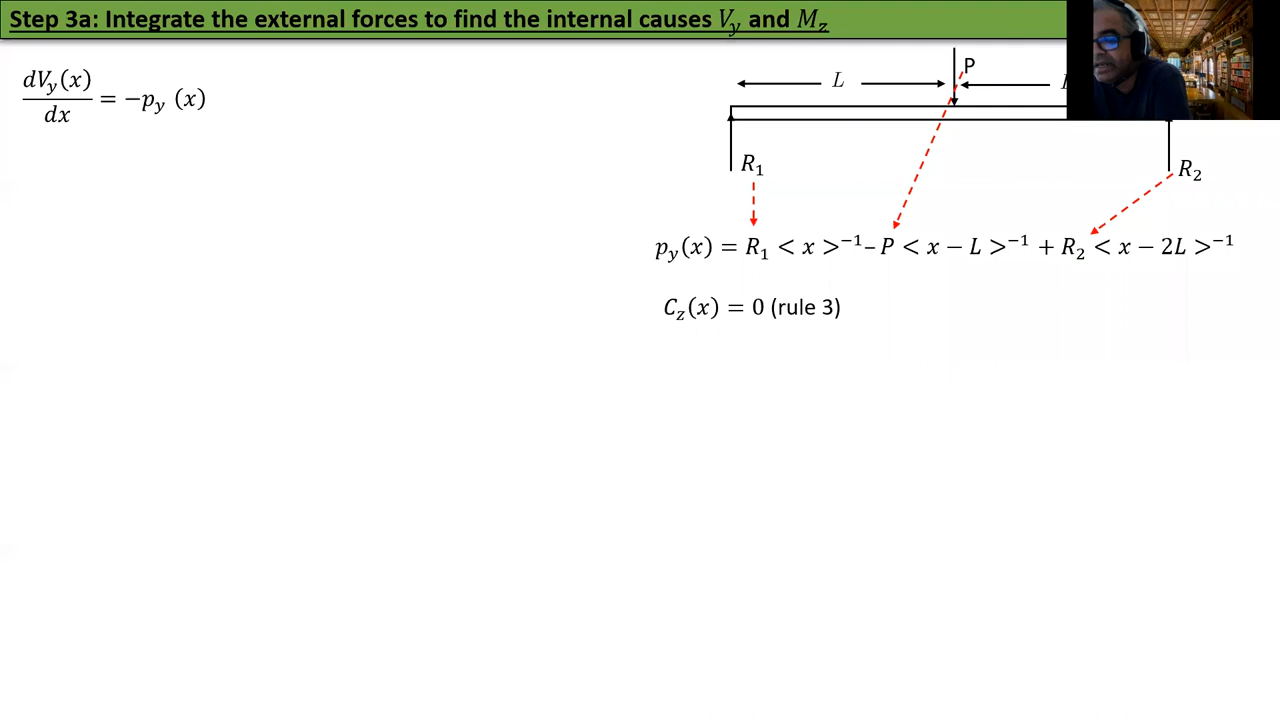 Step 3a: Integrate the external forces to find the internal causes V_y and M_z
dV_y(x)/dx = −p_y (x)
P
L
R_1
R_2
p_y(x) = R_1 < x >^−1 – P < x − L >^−1 + R_2 < x − 2L >^−1
C_z(x) = 0 (rule 3)